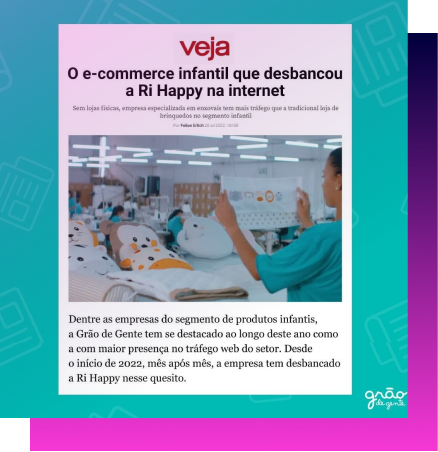 veja
O e-commerce infantil que desbancou
a Ri Happy na internet
Sem lojas físicas, empresa especializada em enxovais tem mais tráfego que a tradicional loja de
brinquedos no segmento infantil
Por Felipe Erlich
Dentre as empresas do segmento de produtos infantis,
a Grão de Gente tem se destacado ao longo deste ano como
a com maior presença no tráfego web do setor. Desde
o início de 2022, mês após mês, a empresa tem desbancado
a Ri Happy nesse quesito.
grão
de gente